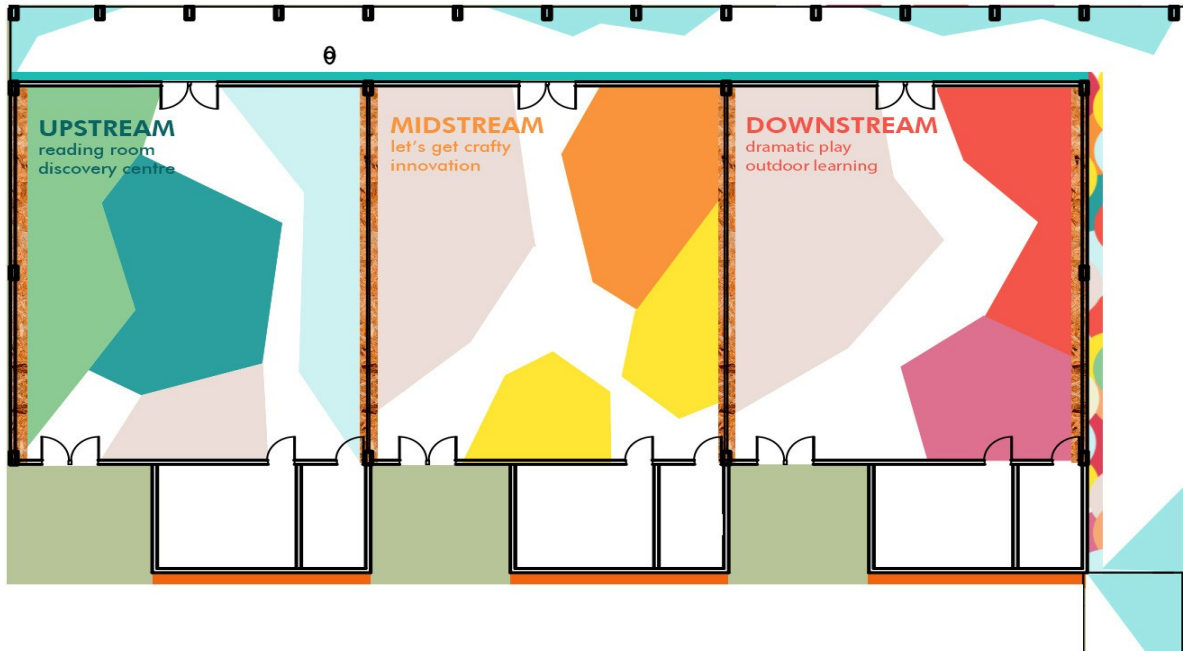 UPSTREAM
reading room
discovery centre
MIDSTREAM
let's get crafty
innovation
DOWNSTREAM
dramatic play
outdoor learning